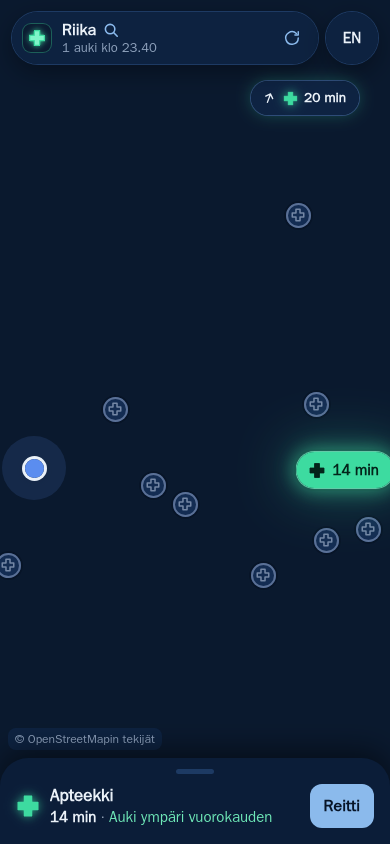 Riika
1 auki klo 23.40
EN
20 min
14 min
© OpenStreetMapin tekijät
Apteekki
14 min · Auki ympäri vuorokauden
Reitti